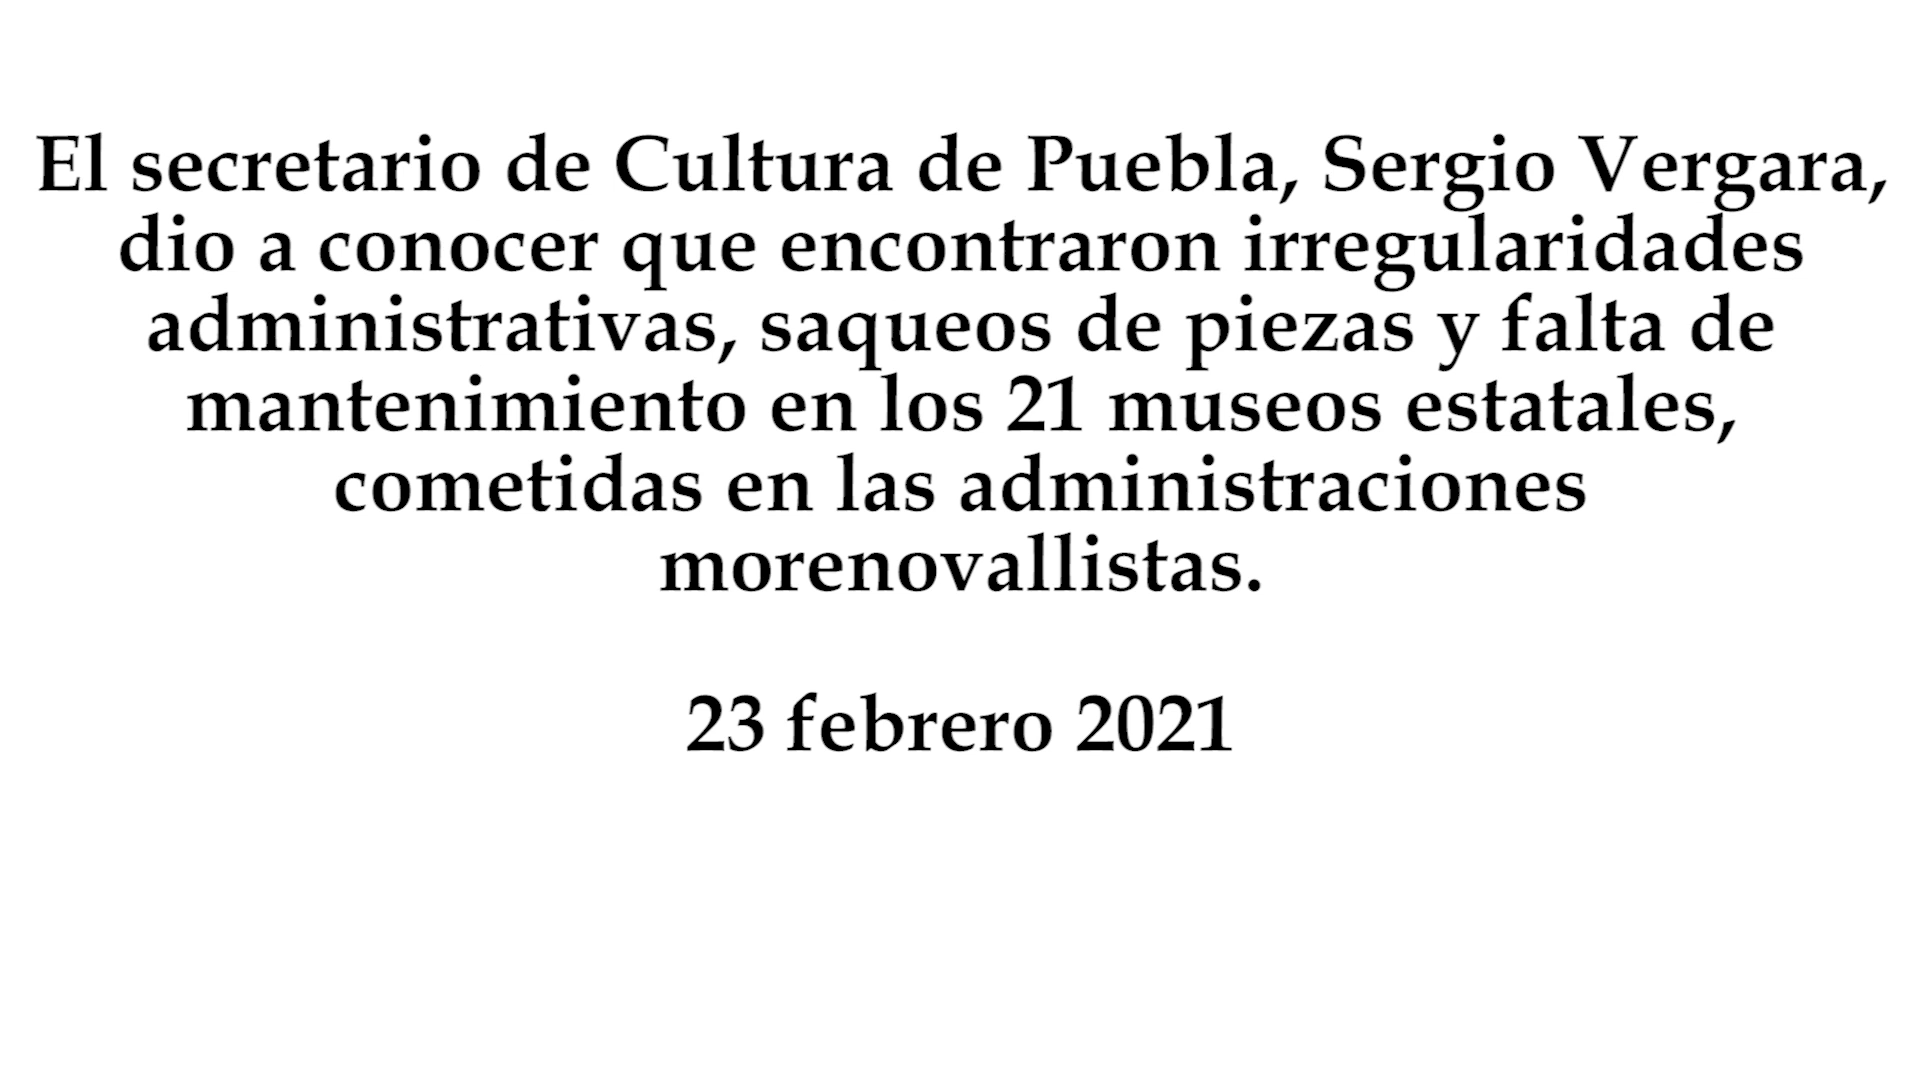 El secretario de Cultura de Puebla, Sergio Vergara,
dio a conocer que encontraron irregularidades
administrativas, saqueos de piezas y falta de
mantenimiento en los 21 museos estatales,
cometidas en las administraciones
morenovallistas.
23 febrero 2021